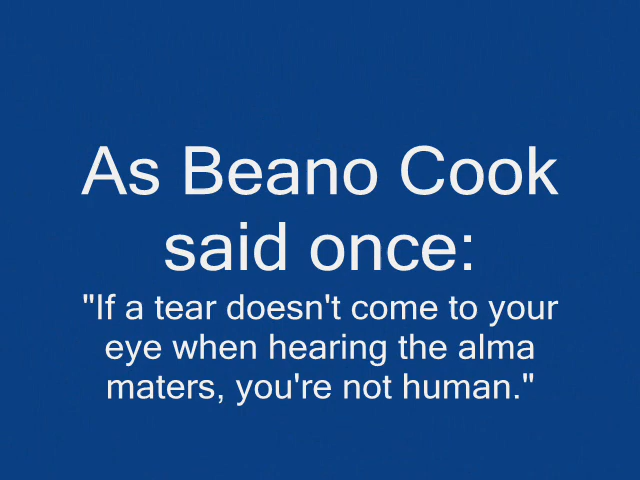 As Beano Cook
said once:
"If a tear doesn't come to your
eye when hearing the alma
maters, you're not human."